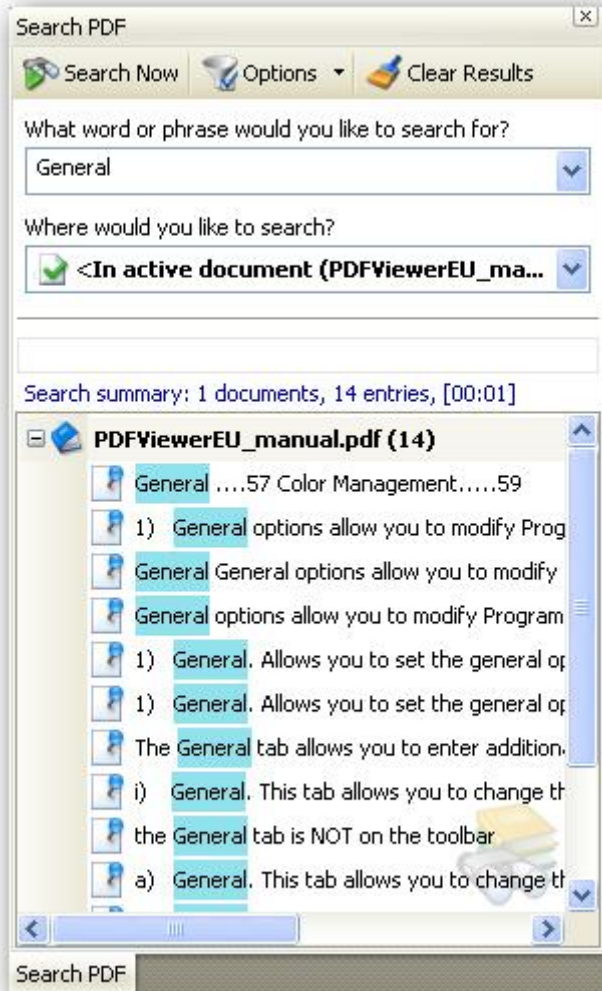 Search PDF
Search Now Options Clear Results
What word or phrase would you like to search for?
General
Where would you like to search?
<In active document (PDFViewerEU_ma...
Search summary: 1 documents, 14 entries, [00:01]
PDFViewerEU_manual.pdf (14)
General ....57 Color Management.....59
1) General options allow you to modify Prog
General General options allow you to modify
General options allow you to modify Program
1) General. Allows you to set the general op
1) General. Allows you to set the general op
The General tab allows you to enter addition
i) General. This tab allows you to change th
the General tab is NOT on the toolbar
a) General. This tab allows you to change th
Search PDF